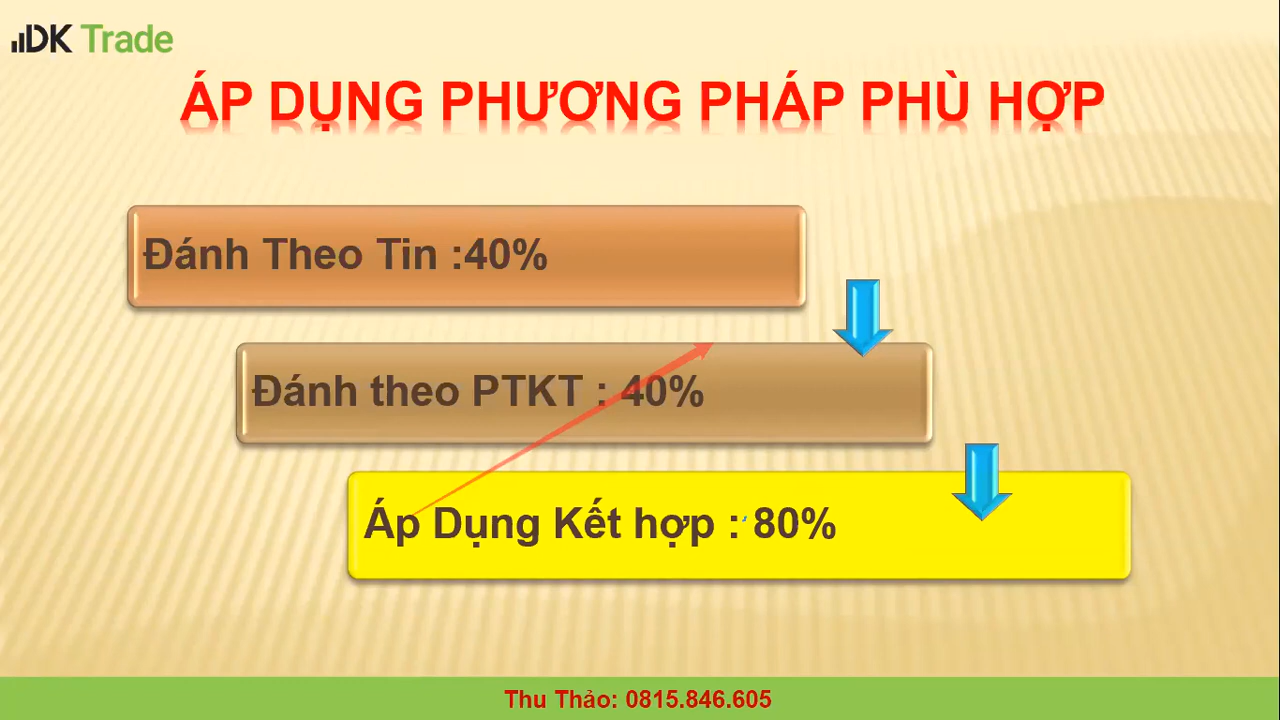 DK Trade
ÁP DỤNG PHƯƠNG PHÁP PHÙ HỢP
Đánh Theo Tin :40%
Đánh theo PTKT : 40%
Áp Dụng Kết hợp : 80%
Thu Thảo: 0815.846.605